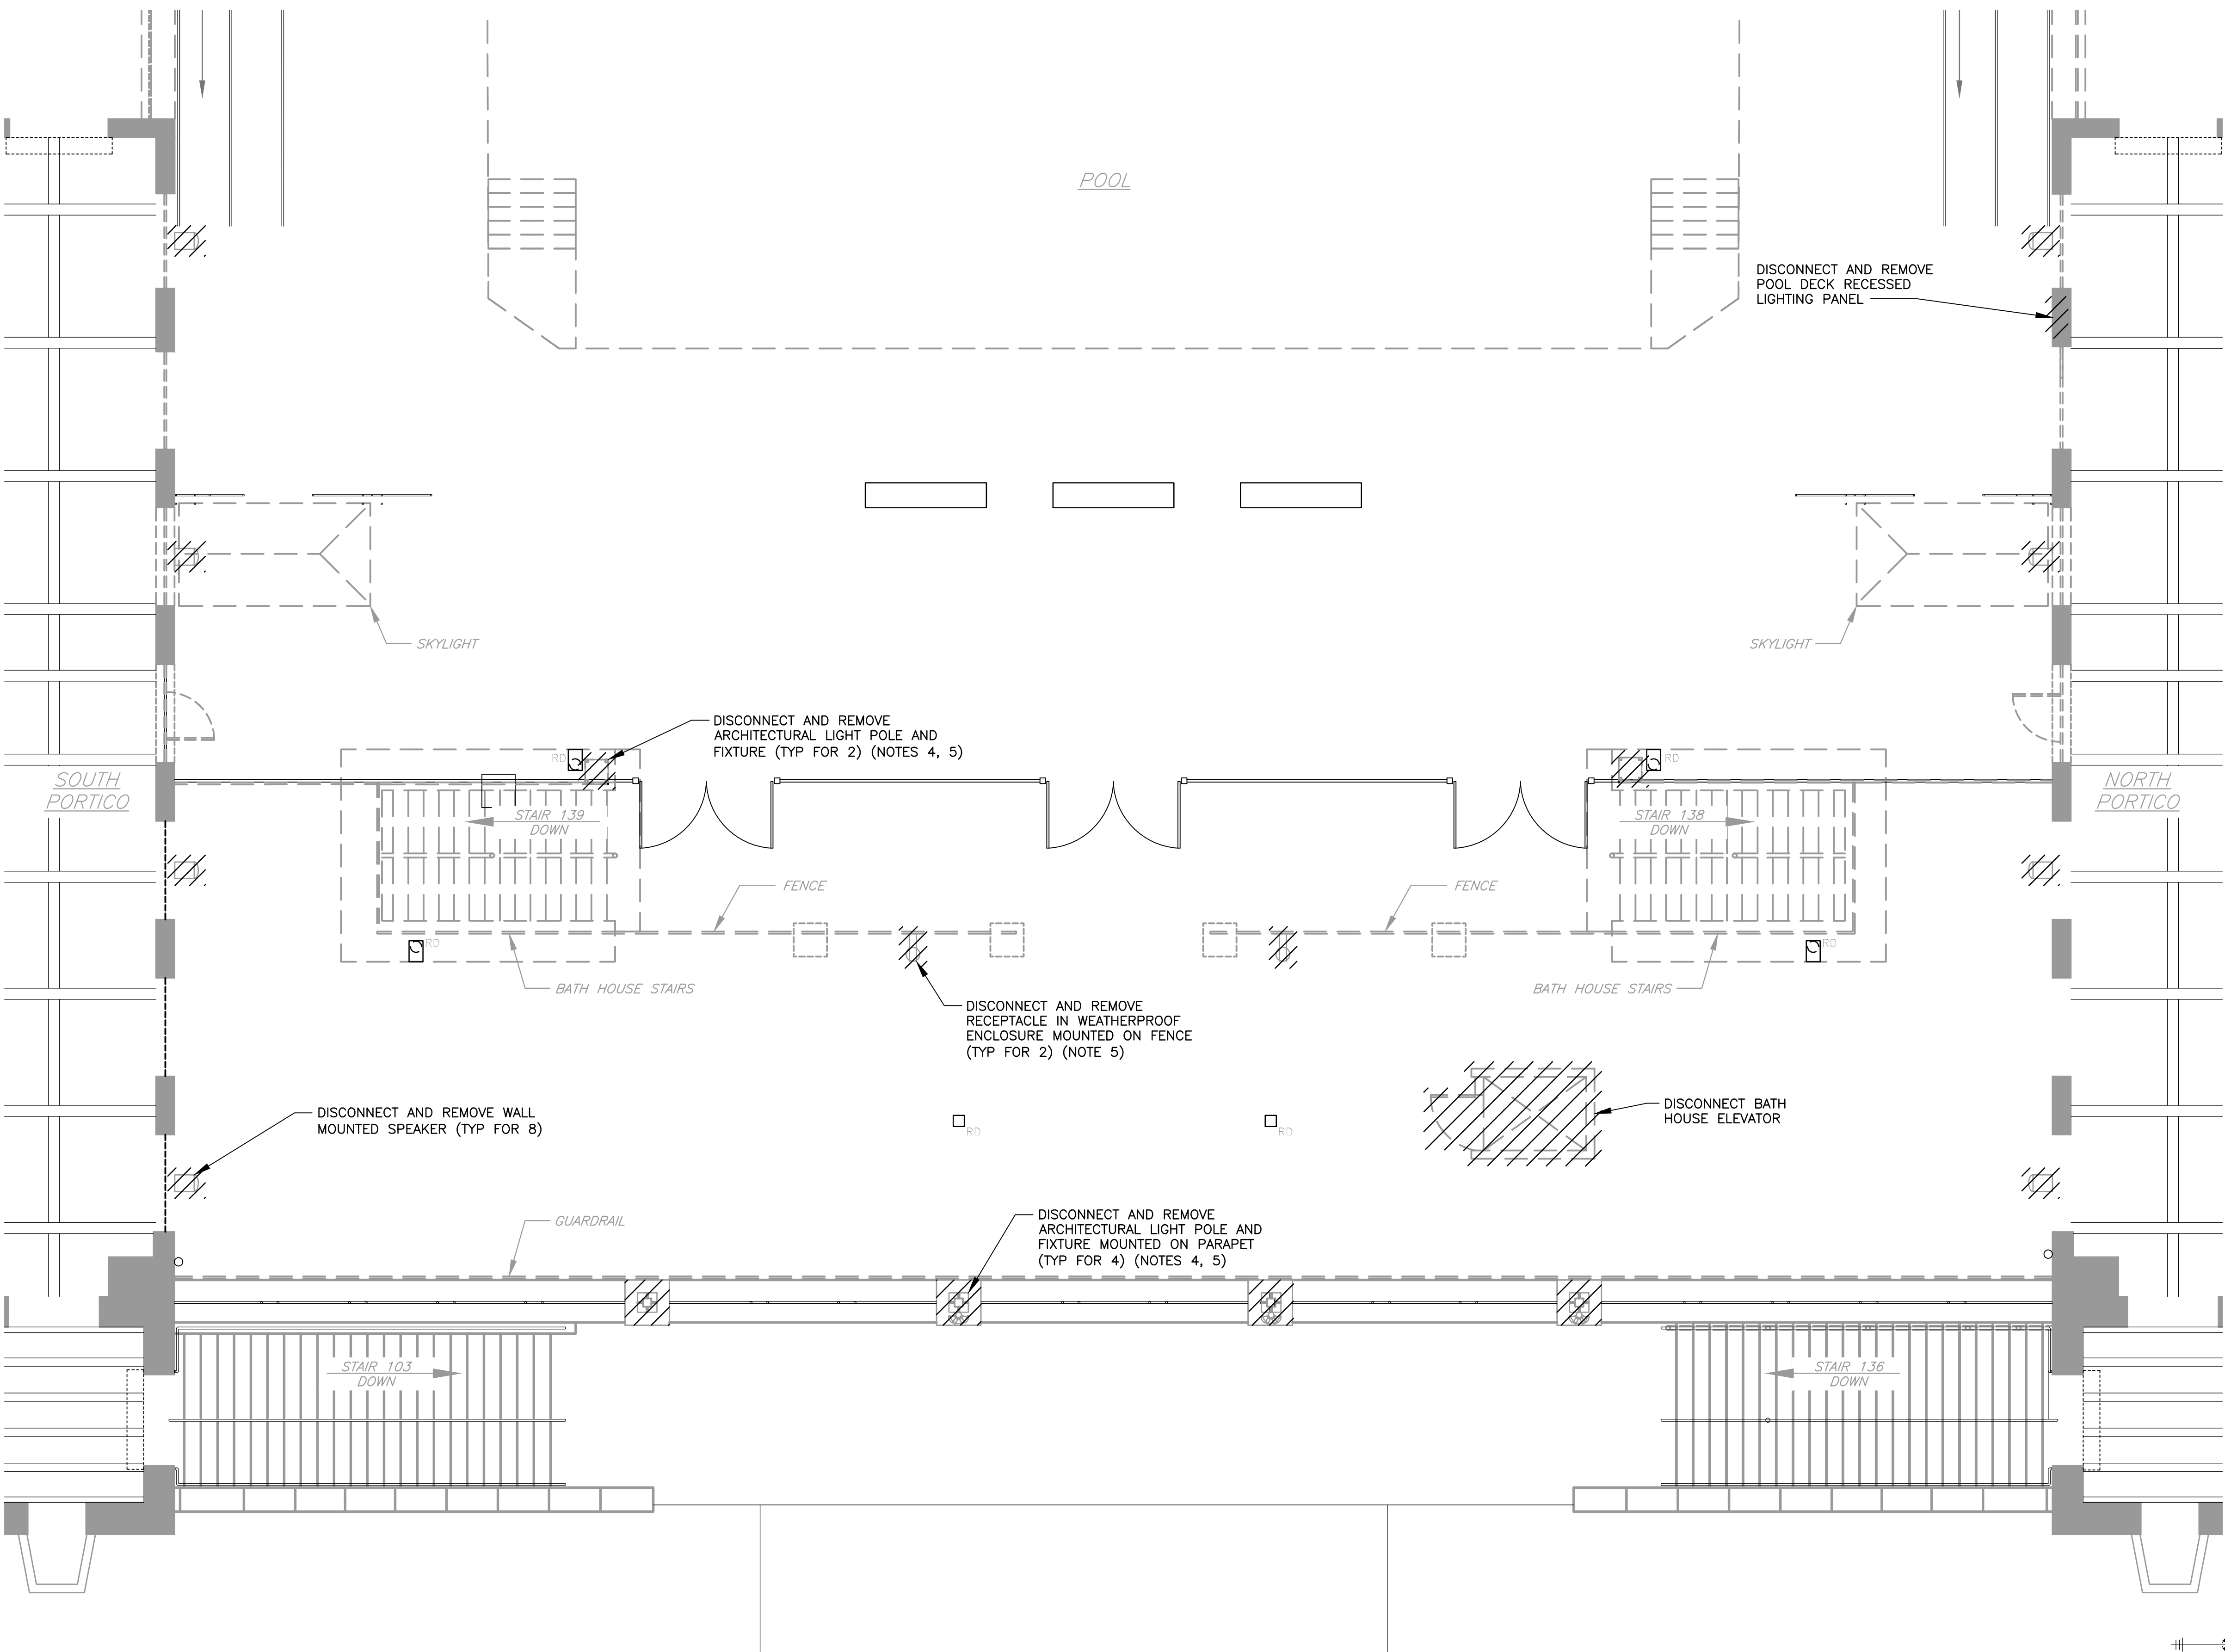 POOL
DISCONNECT AND REMOVE
POOL DECK RECESSED
LIGHTING PANEL
SKYLIGHT
SKYLIGHT
DISCONNECT AND REMOVE
ARCHITECTURAL LIGHT POLE AND
FIXTURE (TYP FOR 2) (NOTES 4, 5)
RD
RD
SOUTH
PORTICO
NORTH
PORTICO
STAIR 139
DOWN
STAIR 138
DOWN
FENCE
FENCE
RD
RD
BATH HOUSE STAIRS
BATH HOUSE STAIRS
DISCONNECT AND REMOVE
RECEPTACLE IN WEATHERPROOF
ENCLOSURE MOUNTED ON FENCE
(TYP FOR 2) (NOTE 5)
DISCONNECT AND REMOVE WALL
MOUNTED SPEAKER (TYP FOR 8)
RD
RD
DISCONNECT BATH
HOUSE ELEVATOR
GUARDRAIL
DISCONNECT AND REMOVE
ARCHITECTURAL LIGHT POLE AND
FIXTURE MOUNTED ON PARAPET
(TYP FOR 4) (NOTES 4, 5)
STAIR 103
DOWN
STAIR 136
DOWN